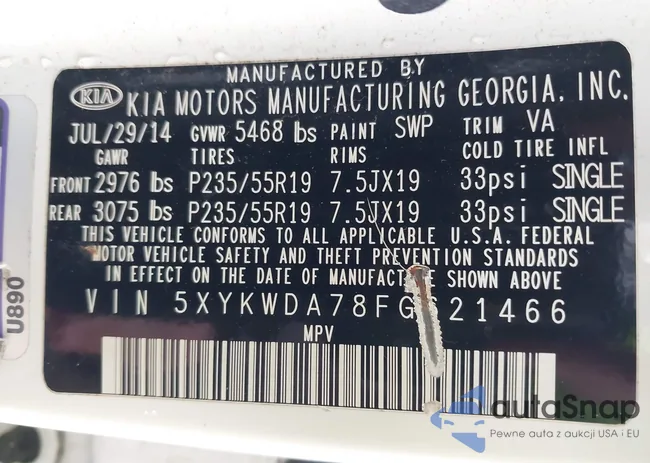 MANUFACTURED BY
KIA KIA MOTORS MANUFACTURING GEORGIA, INC.
JUL/29/14 GVWR 5468 lbs PAINT SWP TRIM VA
GAWR TIRES RIMS COLD TIRE INFL
FRONT 2976 lbs P235/55R19 7.5JX19 33psi SINGLE
REAR 3075 lbs P235/55R19 7.5JX19 33psi SINGLE
THIS VEHICLE CONFORMS TO ALL APPLICABLE U.S.A. FEDERAL
MOTOR VEHICLE SAFETY AND THEFT PREVENTION STANDARDS
IN EFFECT ON THE DATE OF MANUFACTURE SHOWN ABOVE
VIN
MPV
U890
autoSnap
Pewne auta z aukcji USA i EU